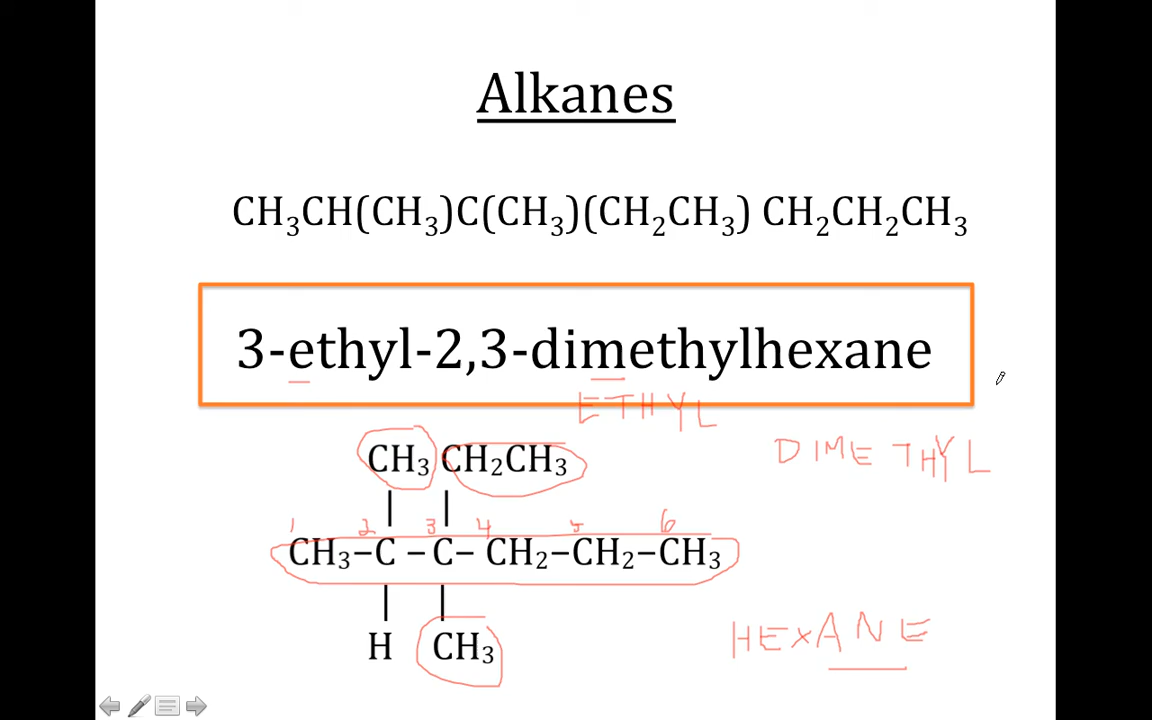 Alkanes
CH₃CH(CH₃)C(CH₃)(CH₂CH₃) CH₂CH₂CH₃
3-ethyl-2,3-dimethylhexane
ETHYL
DIMETHYL
CH₃ CH₂CH₃
1 2 3 4 5 6
CH₃–C –C– CH₂–CH₂–CH₃
H CH₃
HEXANE